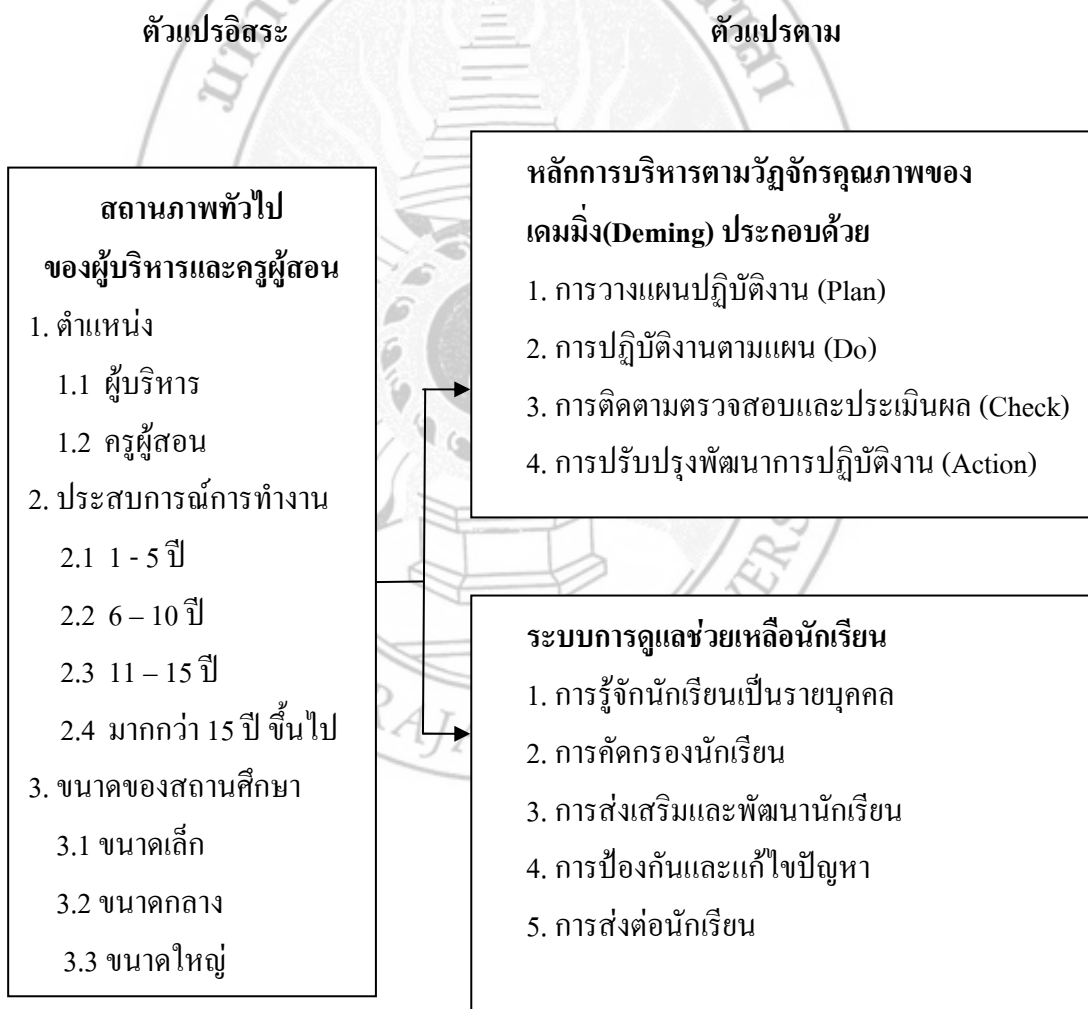 ตัวแปรอิสระ
ตัวแปรตาม
สถานภาพทั่วไป
ของผู้บริหารและครูผู้สอน
1. ตำแหน่ง
1.1 ผู้บริหาร
1.2 ครูผู้สอน
2. ประสบการณ์การทำงาน
2.1 1 - 5 ปี
2.2 6 – 10 ปี
2.3 11 – 15 ปี
2.4 มากกว่า 15 ปี ขึ้นไป
3. ขนาดของสถานศึกษา
3.1 ขนาดเล็ก
3.2 ขนาดกลาง
3.3 ขนาดใหญ่
หลักการบริหารตามวัฏจักรคุณภาพของ
เดมมิ่ง(Deming) ประกอบด้วย
1. การวางแผนปฏิบัติงาน (Plan)
2. การปฏิบัติงานตามแผน (Do)
3. การติดตามตรวจสอบและประเมินผล (Check)
4. การปรับปรุงพัฒนาการปฏิบัติงาน (Action)
ระบบการดูแลช่วยเหลือนักเรียน
1. การรู้จักนักเรียนเป็นรายบุคคล
2. การคัดกรองนักเรียน
3. การส่งเสริมและพัฒนานักเรียน
4. การป้องกันและแก้ไขปัญหา
5. การส่งต่อนักเรียน